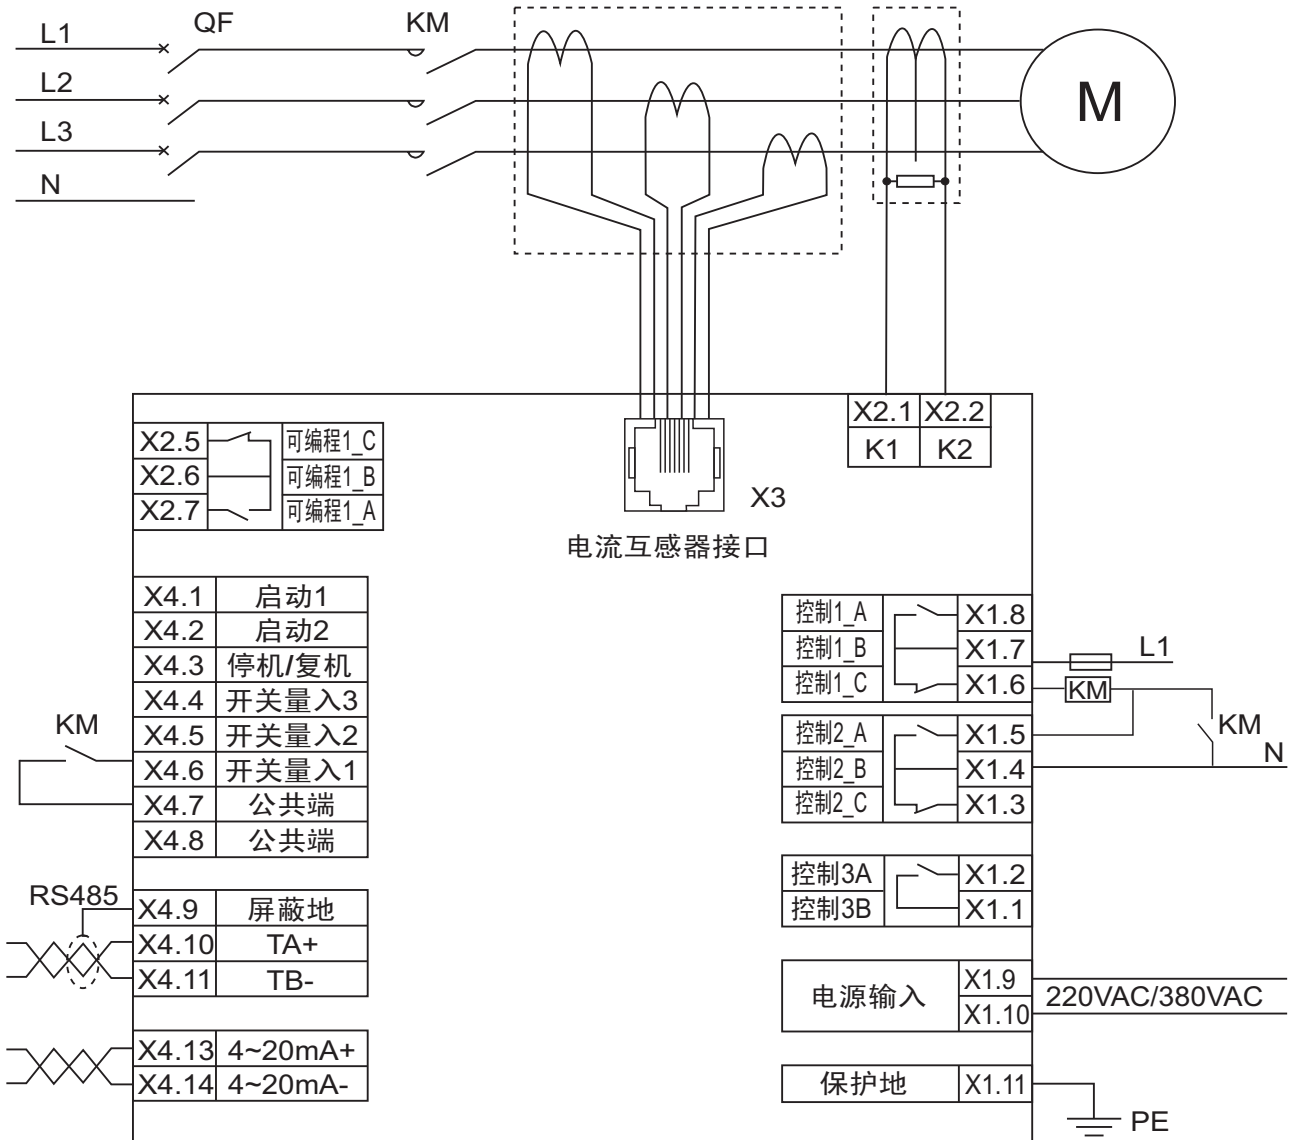 QF KM
L1
L2
L3
N
M
X2.1 X2.2
K1 K2
X2.5 可编程1_C
X2.6 可编程1_B
X2.7 可编程1_A
X3
电流互感器接口
X4.1 启动1
X4.2 启动2
X4.3 停机/复机
X4.4 开关量入3
X4.5 开关量入2
X4.6 开关量入1
X4.7 公共端
X4.8 公共端
KM
控制1_A X1.8
控制1_B X1.7
控制1_C X1.6
L1
KM
KM
N
控制2_A X1.5
控制2_B X1.4
控制2_C X1.3
控制3A X1.2
控制3B X1.1
RS485
X4.9 屏蔽地
X4.10 TA+
X4.11 TB-
电源输入 X1.9
X1.10
220VAC/380VAC
X4.13 4~20mA+
X4.14 4~20mA-
保护地 X1.11
PE